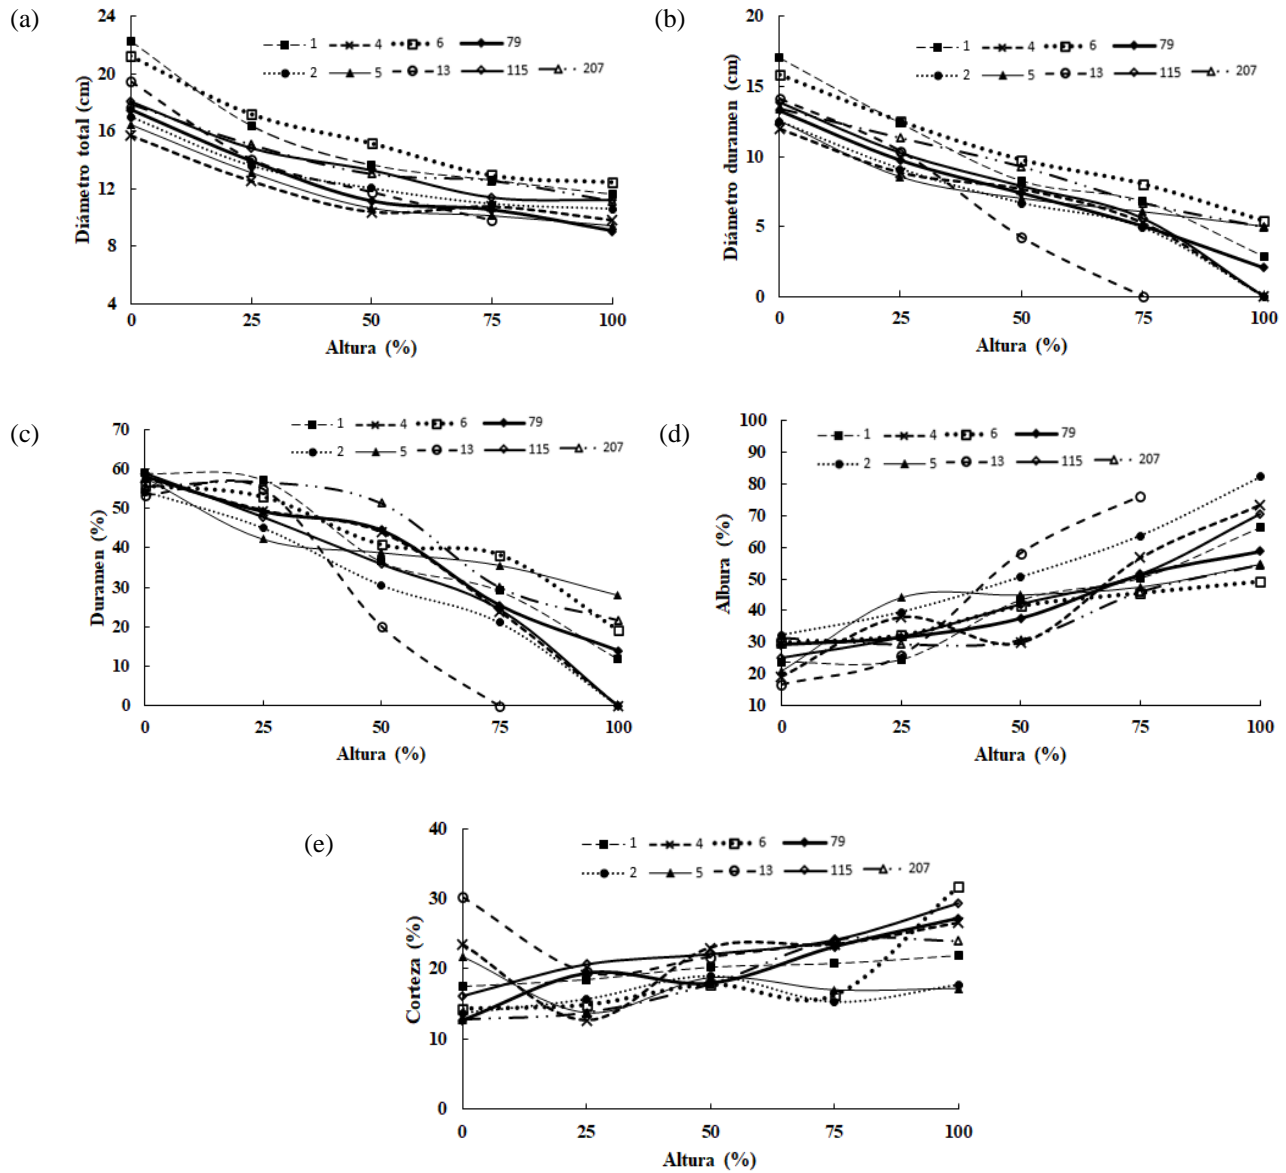 (a)
Diámetro total (cm)
24
20
16
12
8
4
1 4 6 79
2 5 13 115 207
0 25 50 75 100
Altura (%)
(b)
Diámetro duramen (cm)
20
15
10
5
0
1 4 6 79
2 5 13 115 207
0 25 50 75 100
Altura (%)
(c)
Duramen (%)
70
60
50
40
30
20
10
0
1 4 6 79
2 5 13 115 207
0 25 50 75 100
Altura (%)
(d)
Albura (%)
100
90
80
70
60
50
40
30
20
10
1 4 6 79
2 5 13 115 207
0 25 50 75 100
Altura (%)
(e)
Corteza (%)
40
30
20
10
0
1 4 6 79
2 5 13 115 207
0 25 50 75 100
Altura (%)